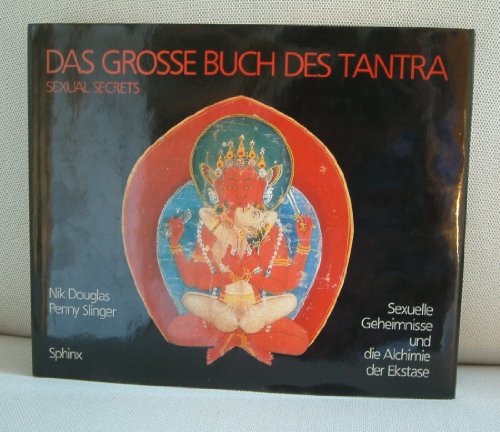 DAS GROSSE BUCH DES TANTRA
SEXUAL SECRETS
Nik Douglas
Penny Slinger
Sphinx
Sexuelle
Geheimnisse
und
die Alchimie
der Ekstase